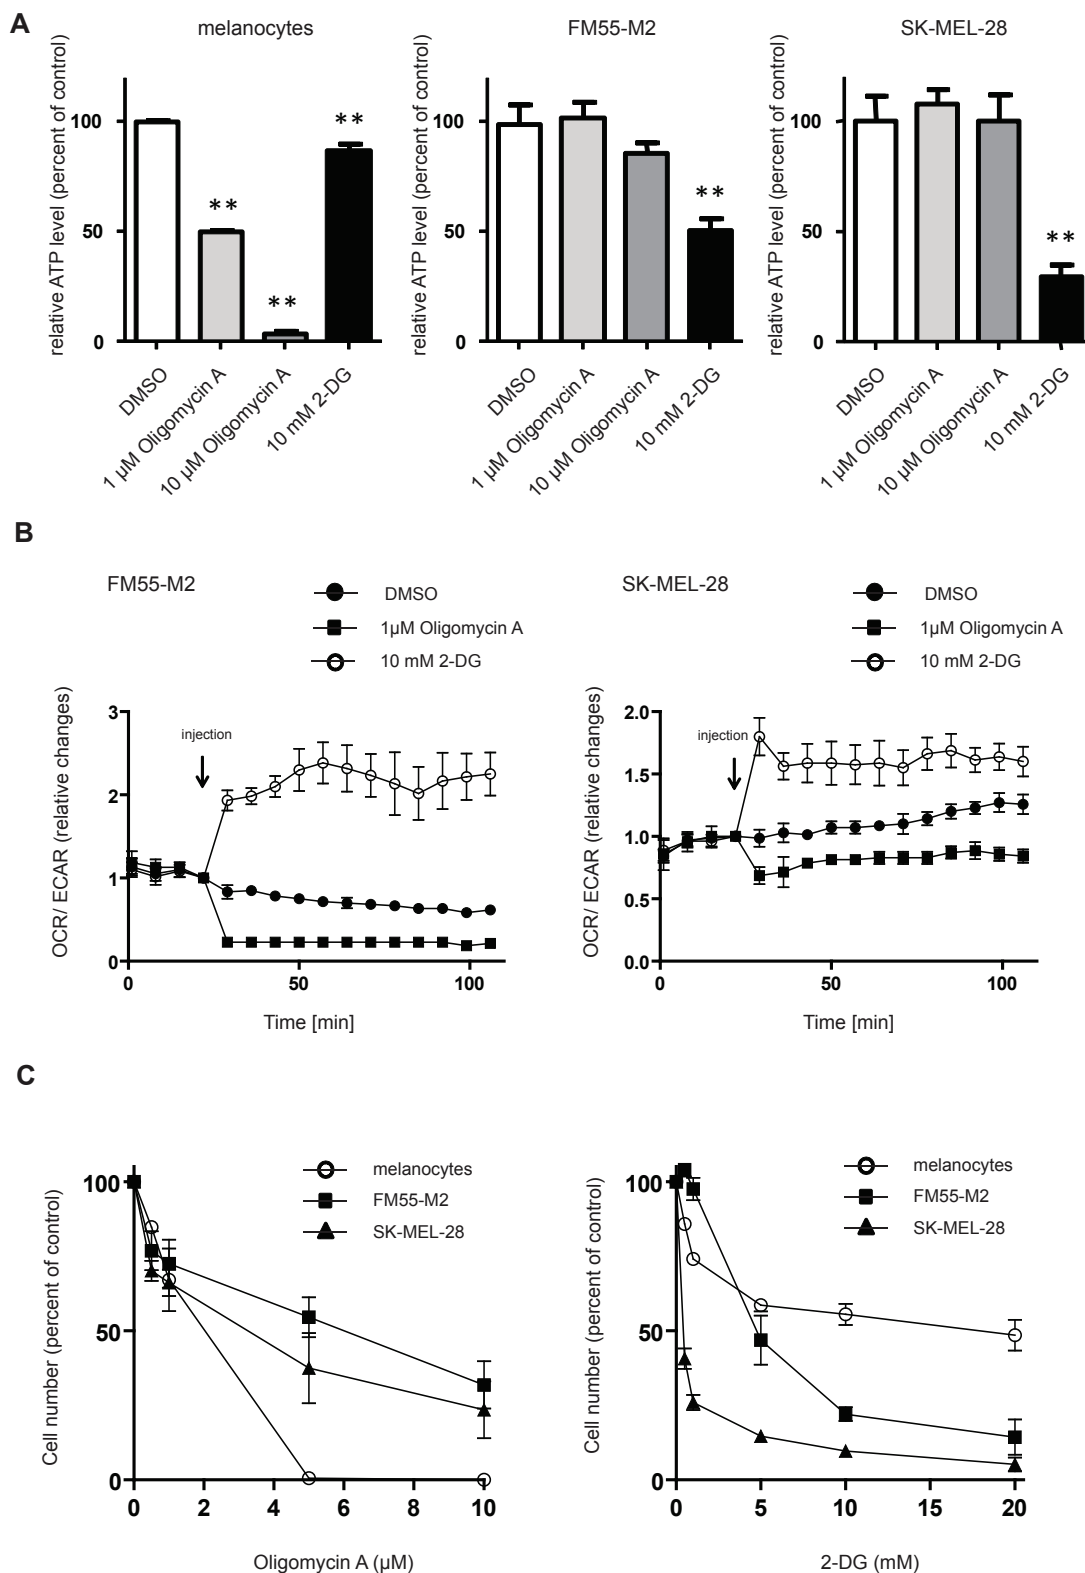 A
melanocytes
FM55-M2
SK-MEL-28
relative ATP level (percent of control)
100
50
0
**
**
**
DMSO
1 µM Oligomycin A
10 µM Oligomycin A
10 mM 2-DG
relative ATP level (percent of control)
100
50
0
**
DMSO
1 µM Oligomycin A
10 µM Oligomycin A
10 mM 2-DG
relative ATP level (percent of control)
100
50
0
**
DMSO
1 µM Oligomycin A
10 µM Oligomycin A
10 mM 2-DG
B
FM55-M2
DMSO
1µM Oligomycin A
10 mM 2-DG
OCR/ ECAR (relative changes)
3
2
1
0
injection
0
50
100
Time [min]
SK-MEL-28
DMSO
1µM Oligomycin A
10 mM 2-DG
OCR/ ECAR (relative changes)
2.0
1.5
1.0
0.5
0.0
injection
0
50
100
Time [min]
C
melanocytes
FM55-M2
SK-MEL-28
Cell number (percent of control)
100
50
0
0 2 4 6 8 10
Oligomycin A (µM)
melanocytes
FM55-M2
SK-MEL-28
Cell number (percent of control)
100
50
0
0 5 10 15 20
2-DG (mM)